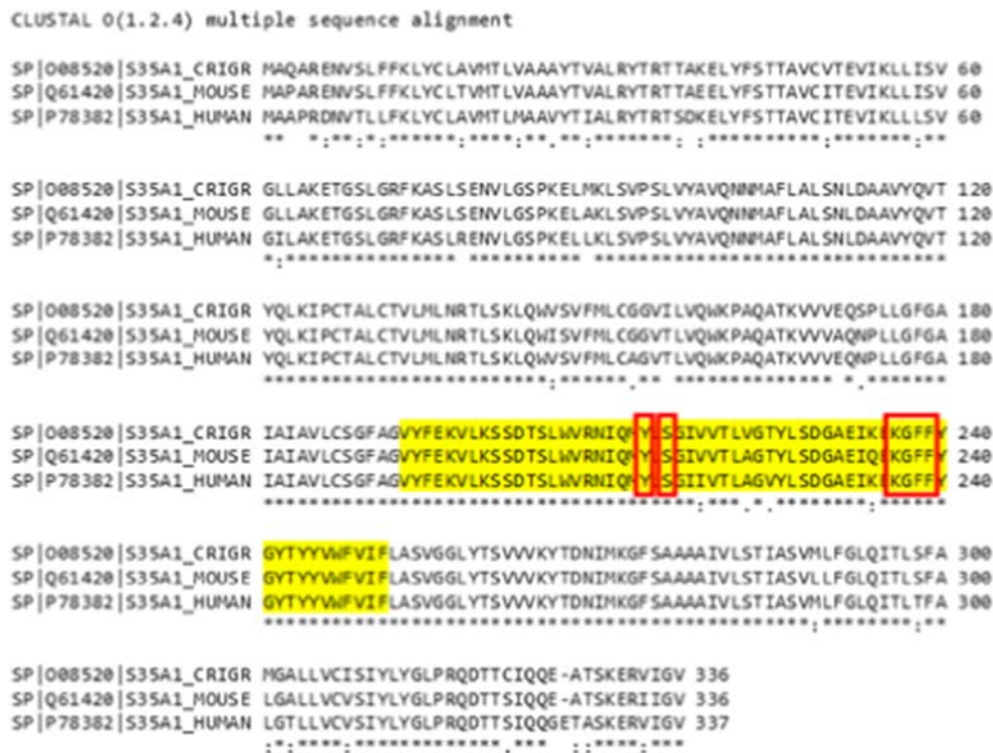 CLUSTAL O(1.2.4) multiple sequence alignment
SP|O08520|S35A1_CRIGR MAQARENVSLFFKLYCLAVMTLVAAAYTVALRYTRTTAKELYFSTTAVCVTEVIKLLISV 60
SP|Q61420|S35A1_MOUSE MAPARENVSLFFKLYCLTVMTLVAAAYTVALRYTRTTAEELYFSTTAVCITEVIKLLISV 60
SP|P78382|S35A1_HUMAN MAAPRDNVTLLFKLYCLAVMTLMAAVYTIALRYTRTSDKELYFSTTAVCITEVIKLLLSV 60
**  *:**:*:******:****:**.**:*******: :**********:*******:**
SP|O08520|S35A1_CRIGR GLLAKETGSLGRFKASLSENVLGSPKELMKLSVPSLVYAVQNNMAFLALSNLDAAVYQVT 120
SP|Q61420|S35A1_MOUSE GLLAKETGSLGRFKASLSENVLGSPKELAKLSVPSLVYAVQNNMAFLALSNLDAAVYQVT 120
SP|P78382|S35A1_HUMAN GILAKETGSLGRFKASLRENVLGSPKELLKLSVPSLVYAVQNNMAFLALSNLDAAVYQVT 120
*:*************** ********** *******************************
SP|O08520|S35A1_CRIGR YQLKIPCTALCTVLMLNRTLSKLQWVSVFMLCGGVILVQWKPAQATKVVVEQSPLLGFGA 180
SP|Q61420|S35A1_MOUSE YQLKIPCTALCTVLMLNRTLSKLQWISVFMLCGGVTLVQWKPAQATKVVVAQNPLLGFGA 180
SP|P78382|S35A1_HUMAN YQLKIPCTALCTVLMLNRTLSKLQWVSVFMLCAGVTLVQWKPAQATKVVVEQNPLLGFGA 180
*************************:******.** ************** *.*******
SP|O08520|S35A1_CRIGR IAIAVLCSGFAGVYFEKVLKSSDTSLWVRNIQMYLSGIVVTLVGTYLSDGAEIKEKGFFY 240
SP|Q61420|S35A1_MOUSE IAIAVLCSGFAGVYFEKVLKSSDTSLWVRNIQMYLSGIIVTLAGTYLSDGAEIQEKGFFY 240
SP|P78382|S35A1_HUMAN IAIAVLCSGFAGVYFEKVLKSSDTSLWVRNIQMYLSGIIVTLAGVYLSDGAEIKEKGFFY 240
**************************************:***.*.********:******
SP|O08520|S35A1_CRIGR GYTYYVWFVIFLASVGGLYTSVVVKYTDNIMKGFSAAAAIVLSTIASVMLFGLQITLSFA 300
SP|Q61420|S35A1_MOUSE GYTYYVWFVIFLASVGGLYTSVVVKYTDNIMKGFSAAAAIVLSTIASVLLFGLQITLSFA 300
SP|P78382|S35A1_HUMAN GYTYYVWFVIFLASVGGLYTSVVVKYTDNIMKGFSAAAAIVLSTIASVMLFGLQITLTFA 300
************************************************:********:**
SP|O08520|S35A1_CRIGR MGALLVCISIYLYGLPRQDTTCIQQE-ATSKERVIGV 336
SP|Q61420|S35A1_MOUSE LGALLVCVSIYLYGLPRQDTTSIQQE-ATSKERIIGV 336
SP|P78382|S35A1_HUMAN LGTLLVCVSIYLYGLPRQDTTSIQQGETASKERVIGV 337
:*:****:*************.***  ::****:***